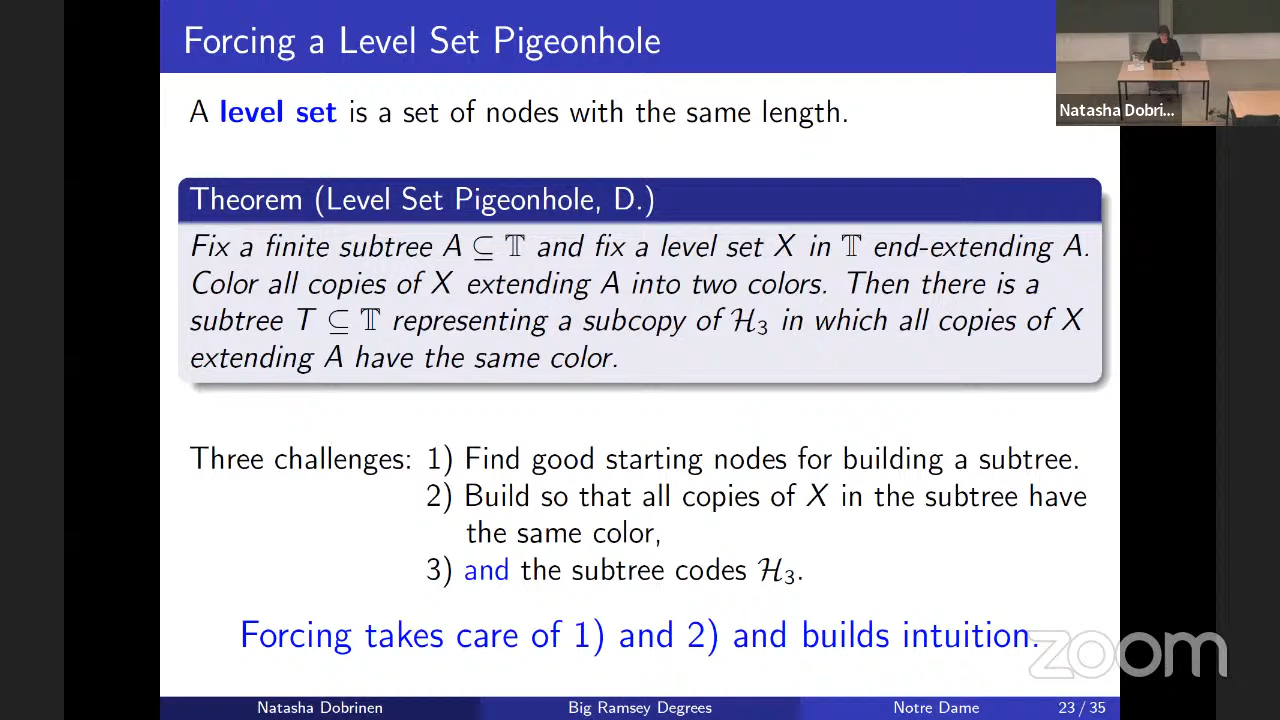 Forcing a Level Set Pigeonhole
A level set is a set of nodes with the same length.
Natasha Dobri...
Theorem (Level Set Pigeonhole, D.)
Fix a finite subtree A ⊆ 𝕋 and fix a level set X in 𝕋 end-extending A.
Color all copies of X extending A into two colors. Then there is a
subtree T ⊆ 𝕋 representing a subcopy of ℋ₃ in which all copies of X
extending A have the same color.
Three challenges: 1) Find good starting nodes for building a subtree.
2) Build so that all copies of X in the subtree have
the same color,
3) and the subtree codes ℋ₃.
Forcing takes care of 1) and 2) and builds intuition.
zoom
Natasha Dobrinen Big Ramsey Degrees Notre Dame 23 / 35